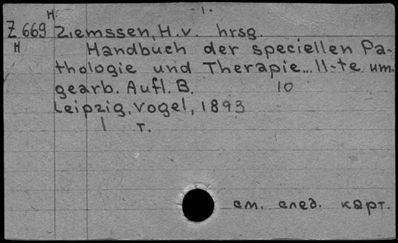 - 1 -
H
Z 669 Ziemssen, H. v. hrsg.
H Handbuch der speciellen Pa-
thologie und Therapie... 11-te um.
gearb. Aufl. B. 10
Leipzig, Vogel, 1893
1 т.
см. след. карт.